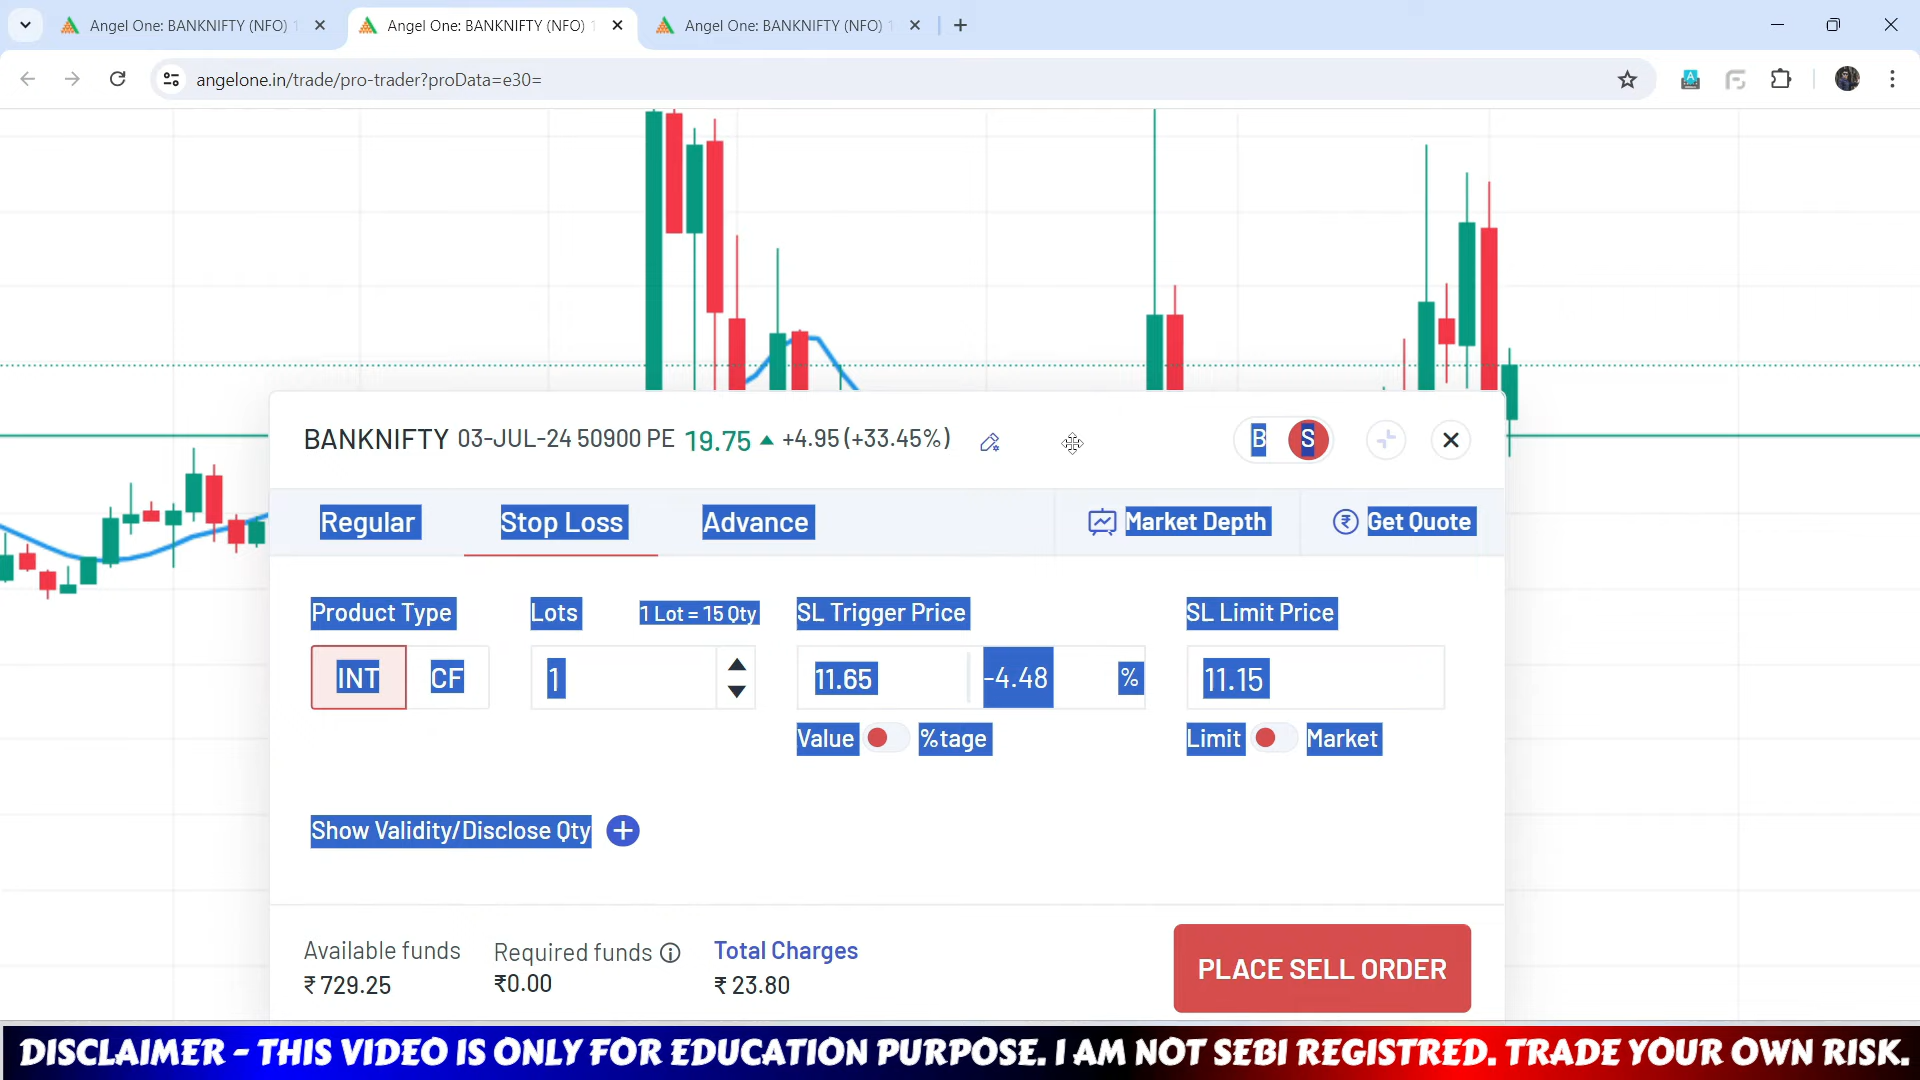 Angel One: BANKNIFTY (NFO)
Angel One: BANKNIFTY (NFO)
Angel One: BANKNIFTY (NFO)
angelone.in/trade/pro-trader?proData=e30=
BANKNIFTY 03-JUL-24 50900 PE 19.75 ▲ +4.95 (+33.45%)
B S
Regular Stop Loss Advance Market Depth Get Quote
Product Type Lots 1 Lot = 15 Qty SL Trigger Price SL Limit Price
INT CF 1 11.65 -4.48 % 11.15
Value %tage Limit Market
Show Validity/Disclose Qty
Available funds Required funds Total Charges
₹ 729.25 ₹0.00 ₹ 23.80
PLACE SELL ORDER
DISCLAIMER - THIS VIDEO IS ONLY FOR EDUCATION PURPOSE. I AM NOT SEBI REGISTRED. TRADE YOUR OWN RISK.